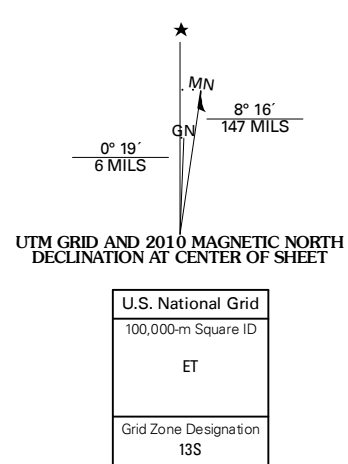 MN
8° 16´
147 MILS
GN
0° 19´
6 MILS
UTM GRID AND 2010 MAGNETIC NORTH
DECLINATION AT CENTER OF SHEET
U.S. National Grid
100,000-m Square ID
ET
Grid Zone Designation
13S